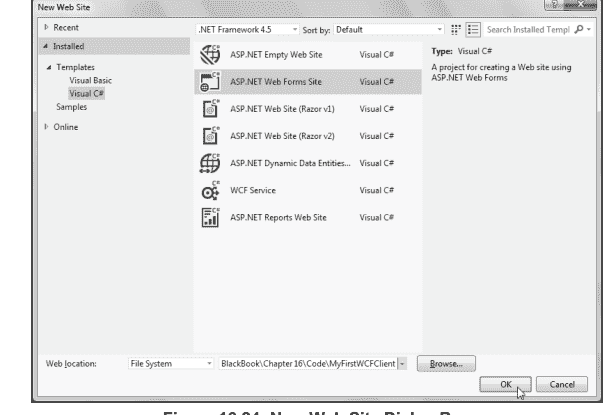 New Web Site
Recent
.NET Framework 4.5
Sort by: Default
Search Installed Templ
Installed
Templates
Visual Basic
Visual C#
Samples
Online
ASP.NET Empty Web Site Visual C#
ASP.NET Web Forms Site Visual C#
ASP.NET Web Site (Razor v1) Visual C#
ASP.NET Web Site (Razor v2) Visual C#
ASP.NET Dynamic Data Entities... Visual C#
WCF Service Visual C#
ASP.NET Reports Web Site Visual C#
Type: Visual C#
A project for creating a Web site using
ASP.NET Web Forms
Web location: File System BlackBook\Chapter 16\Code\MyFirstWCFClient Browse...
OK Cancel